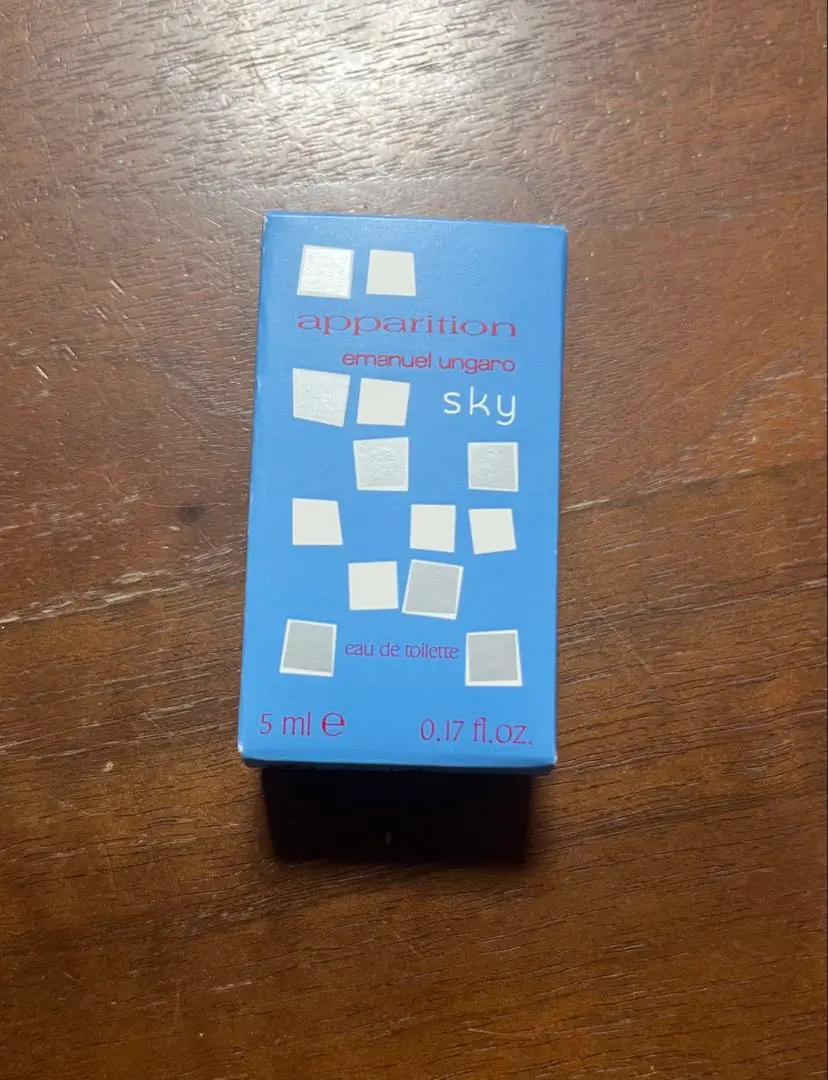 apparition
emanuel ungaro
sky
eau de toilette
5 ml e 0.17 fl.oz.